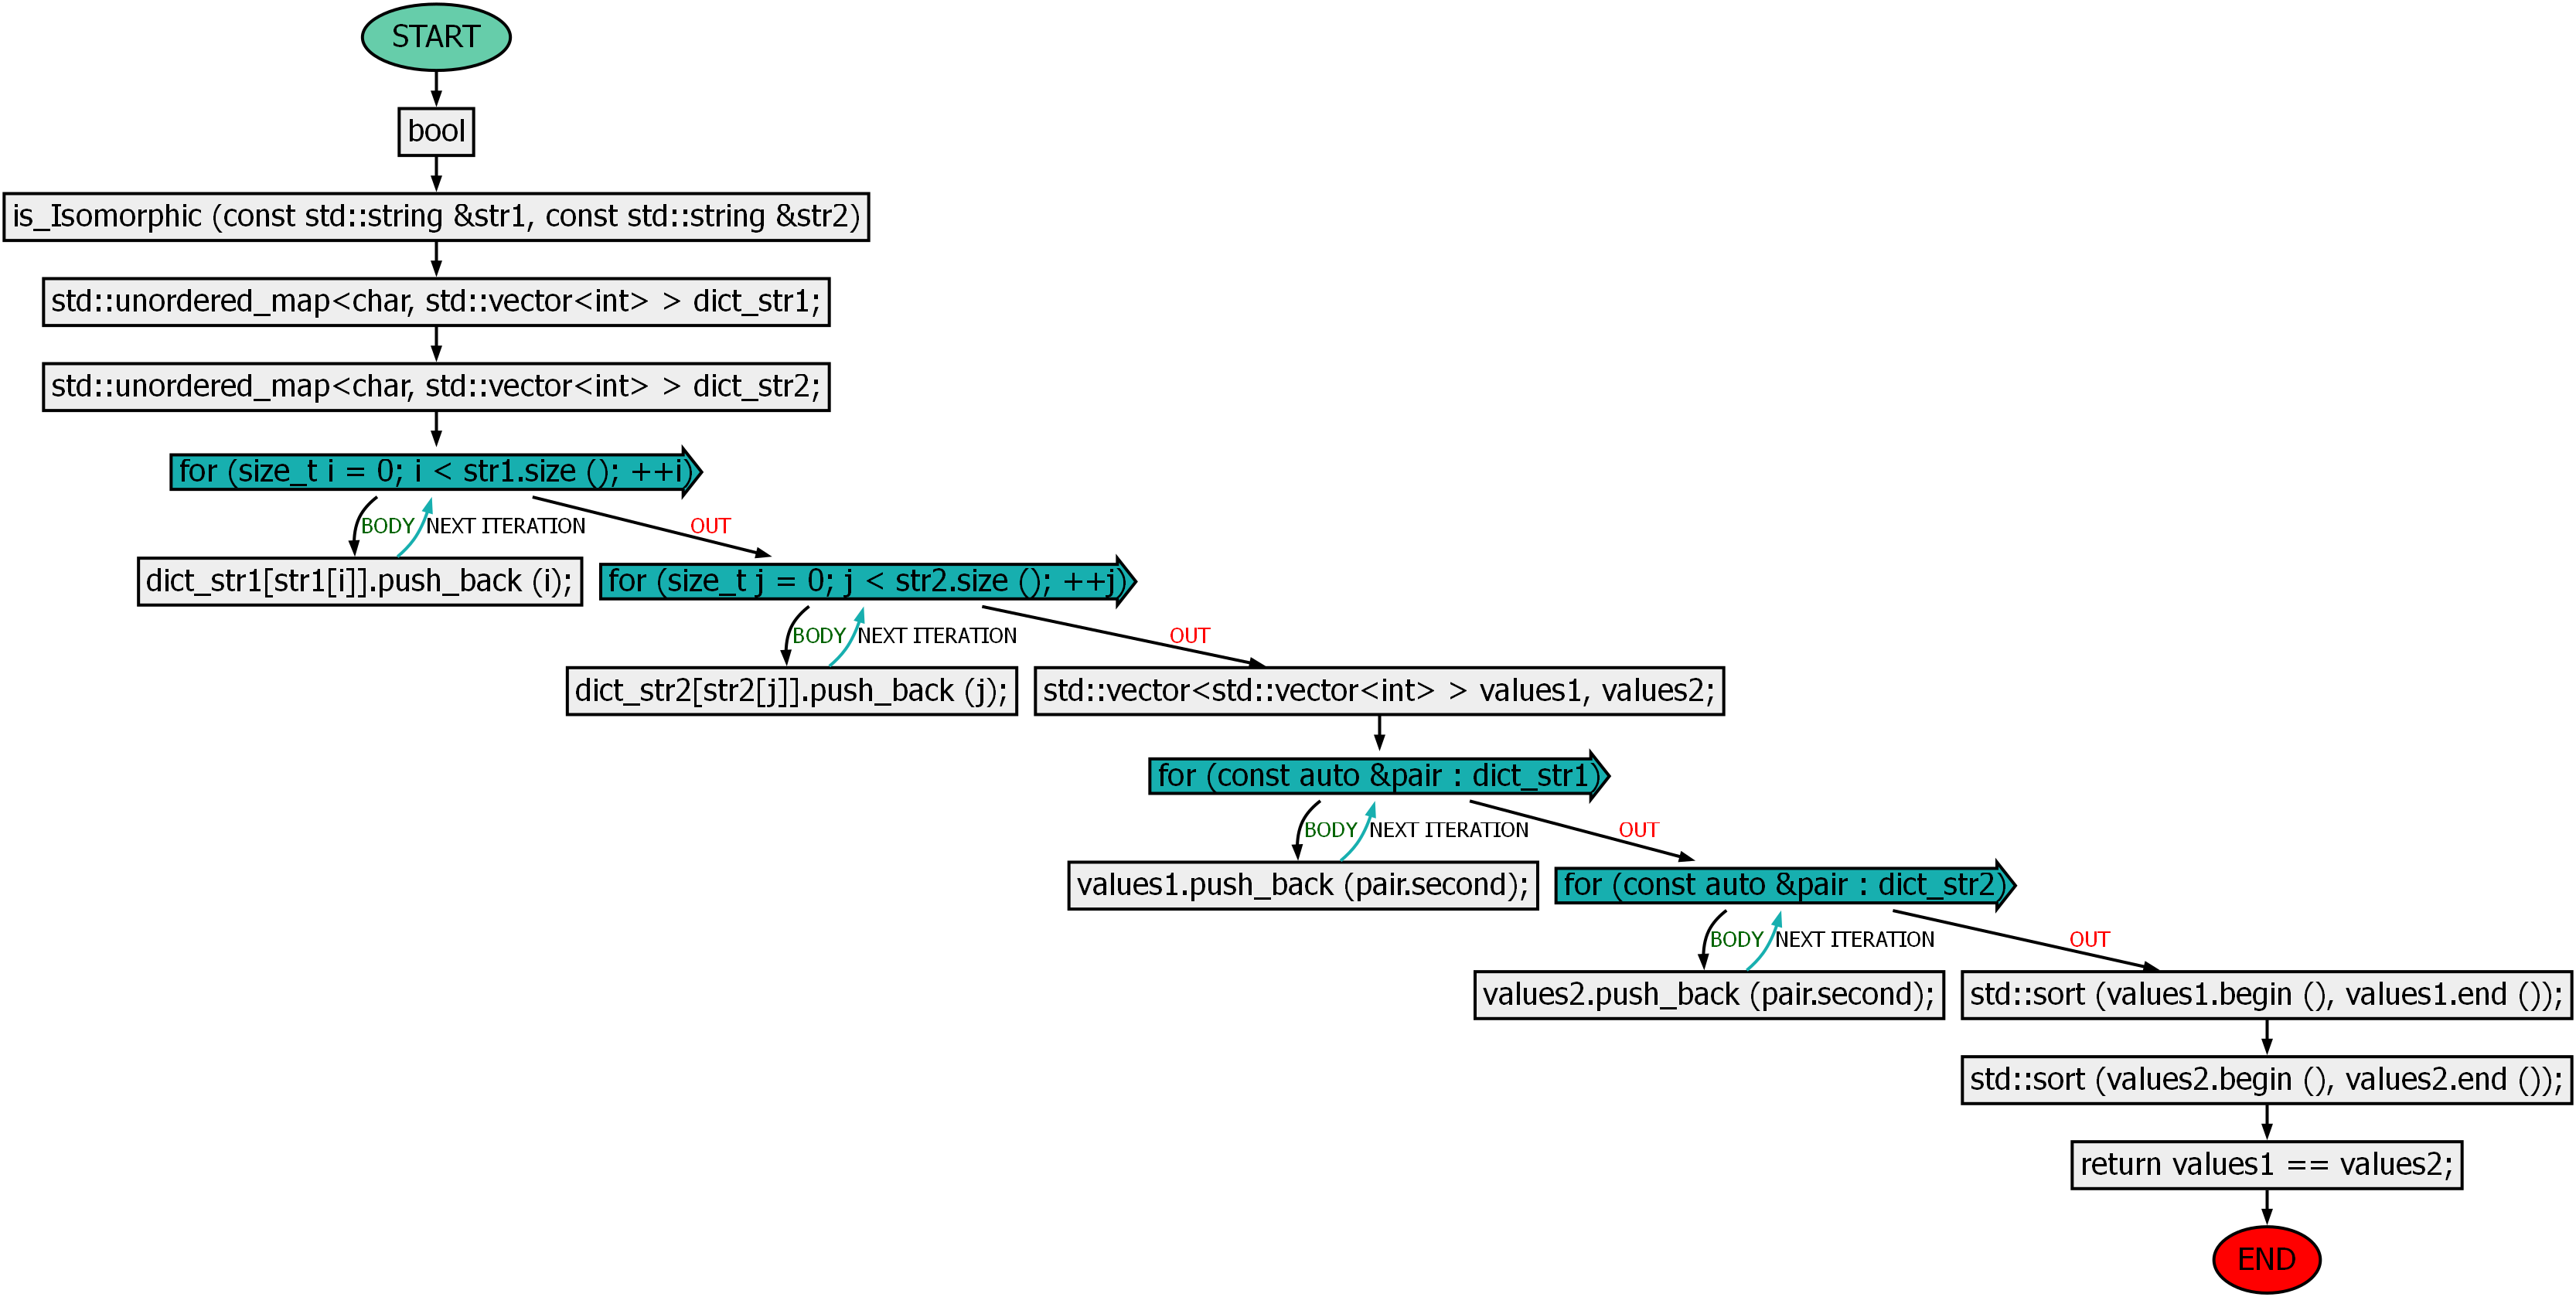 START
bool
is_Isomorphic (const std::string &str1, const std::string &str2)
std::unordered_map<char, std::vector<int> > dict_str1;
std::unordered_map<char, std::vector<int> > dict_str2;
for (size_t i = 0; i < str1.size (); ++i)
BODY
NEXT ITERATION
OUT
dict_str1[str1[i]].push_back (i);
for (size_t j = 0; j < str2.size (); ++j)
BODY
NEXT ITERATION
OUT
dict_str2[str2[j]].push_back (j);
std::vector<std::vector<int> > values1, values2;
for (const auto &pair : dict_str1)
BODY
NEXT ITERATION
OUT
values1.push_back (pair.second);
for (const auto &pair : dict_str2)
BODY
NEXT ITERATION
OUT
values2.push_back (pair.second);
std::sort (values1.begin (), values1.end ());
std::sort (values2.begin (), values2.end ());
return values1 == values2;
END